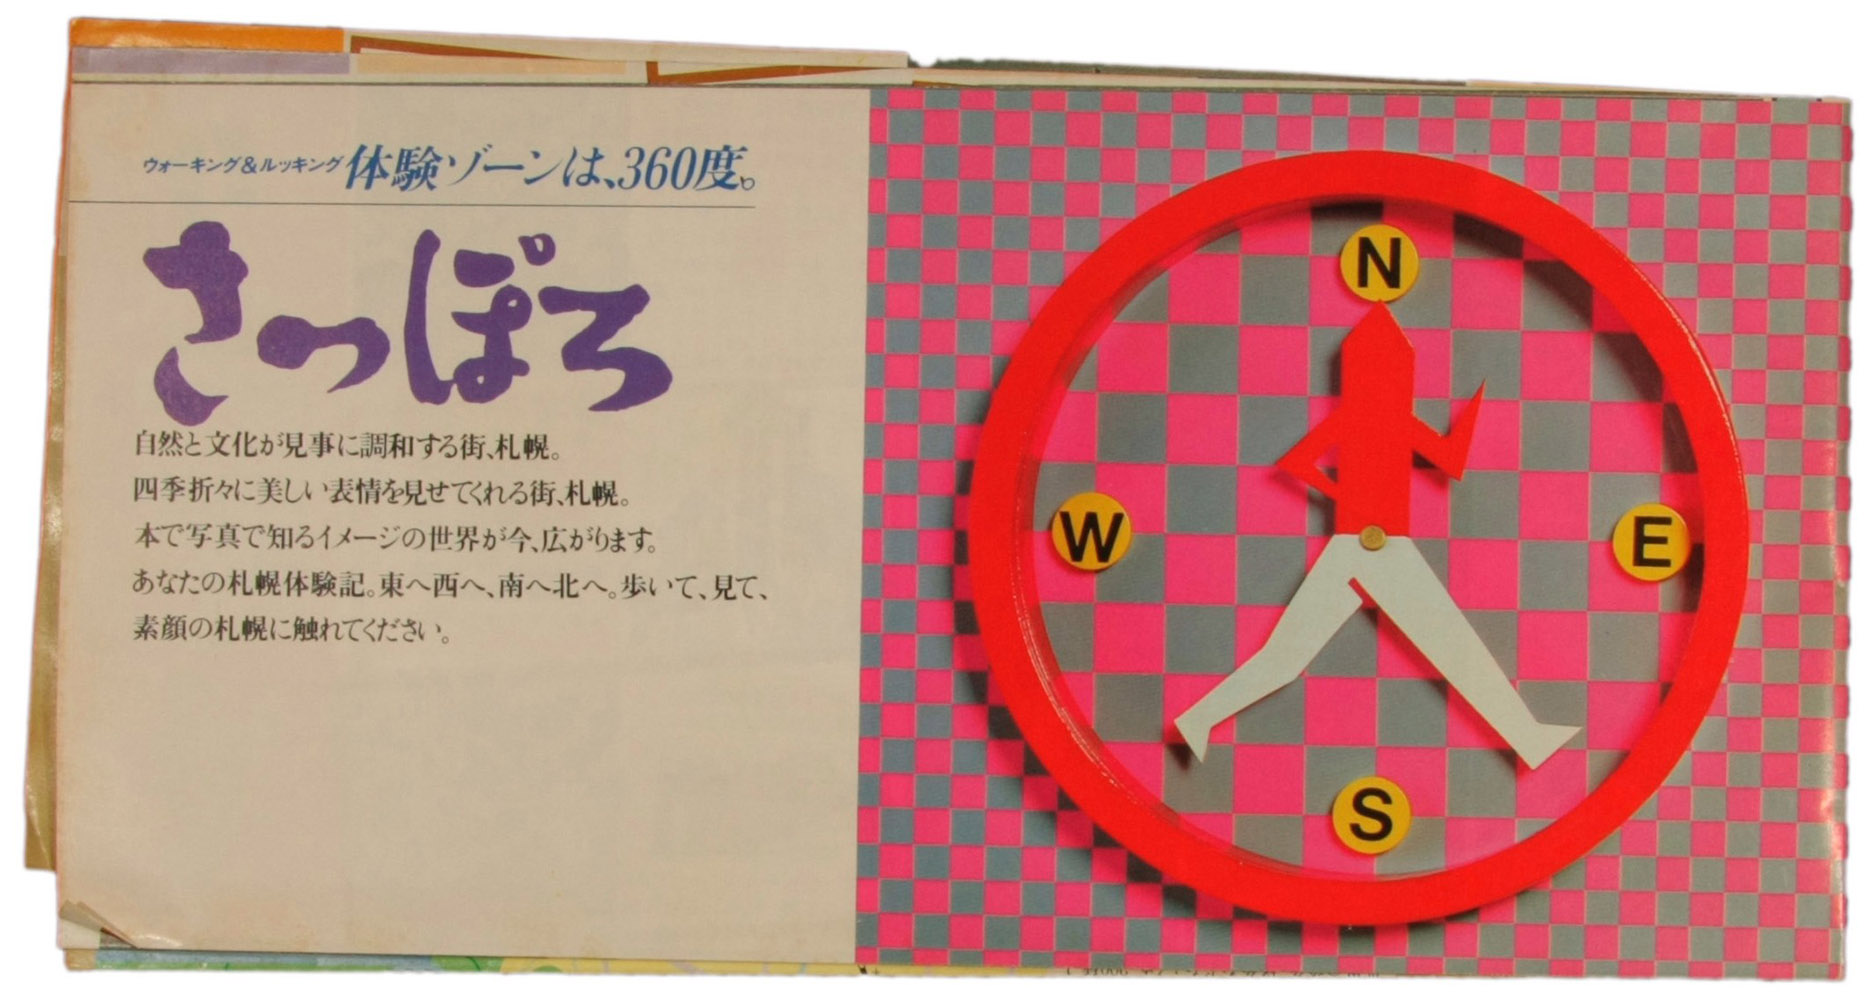 ウォーキング&ルッキング体験ゾーンは、360度。
さっぽろ
自然と文化が見事に調和する街、札幌。
四季折々に美しい表情を見せてくれる街、札幌。
本で写真で知るイメージの世界が今、広がります。
あなたの札幌体験記。東へ西へ、南へ北へ。歩いて、見て、
素顔の札幌に触れてください。
N
W
E
S